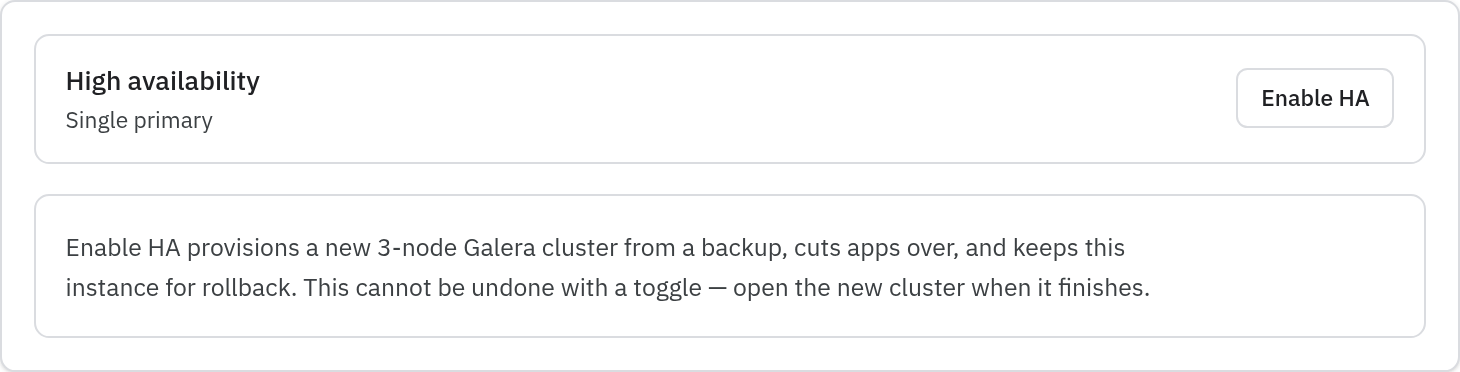 High availability
Single primary
Enable HA
Enable HA provisions a new 3-node Galera cluster from a backup, cuts apps over, and keeps this
instance for rollback. This cannot be undone with a toggle — open the new cluster when it finishes.